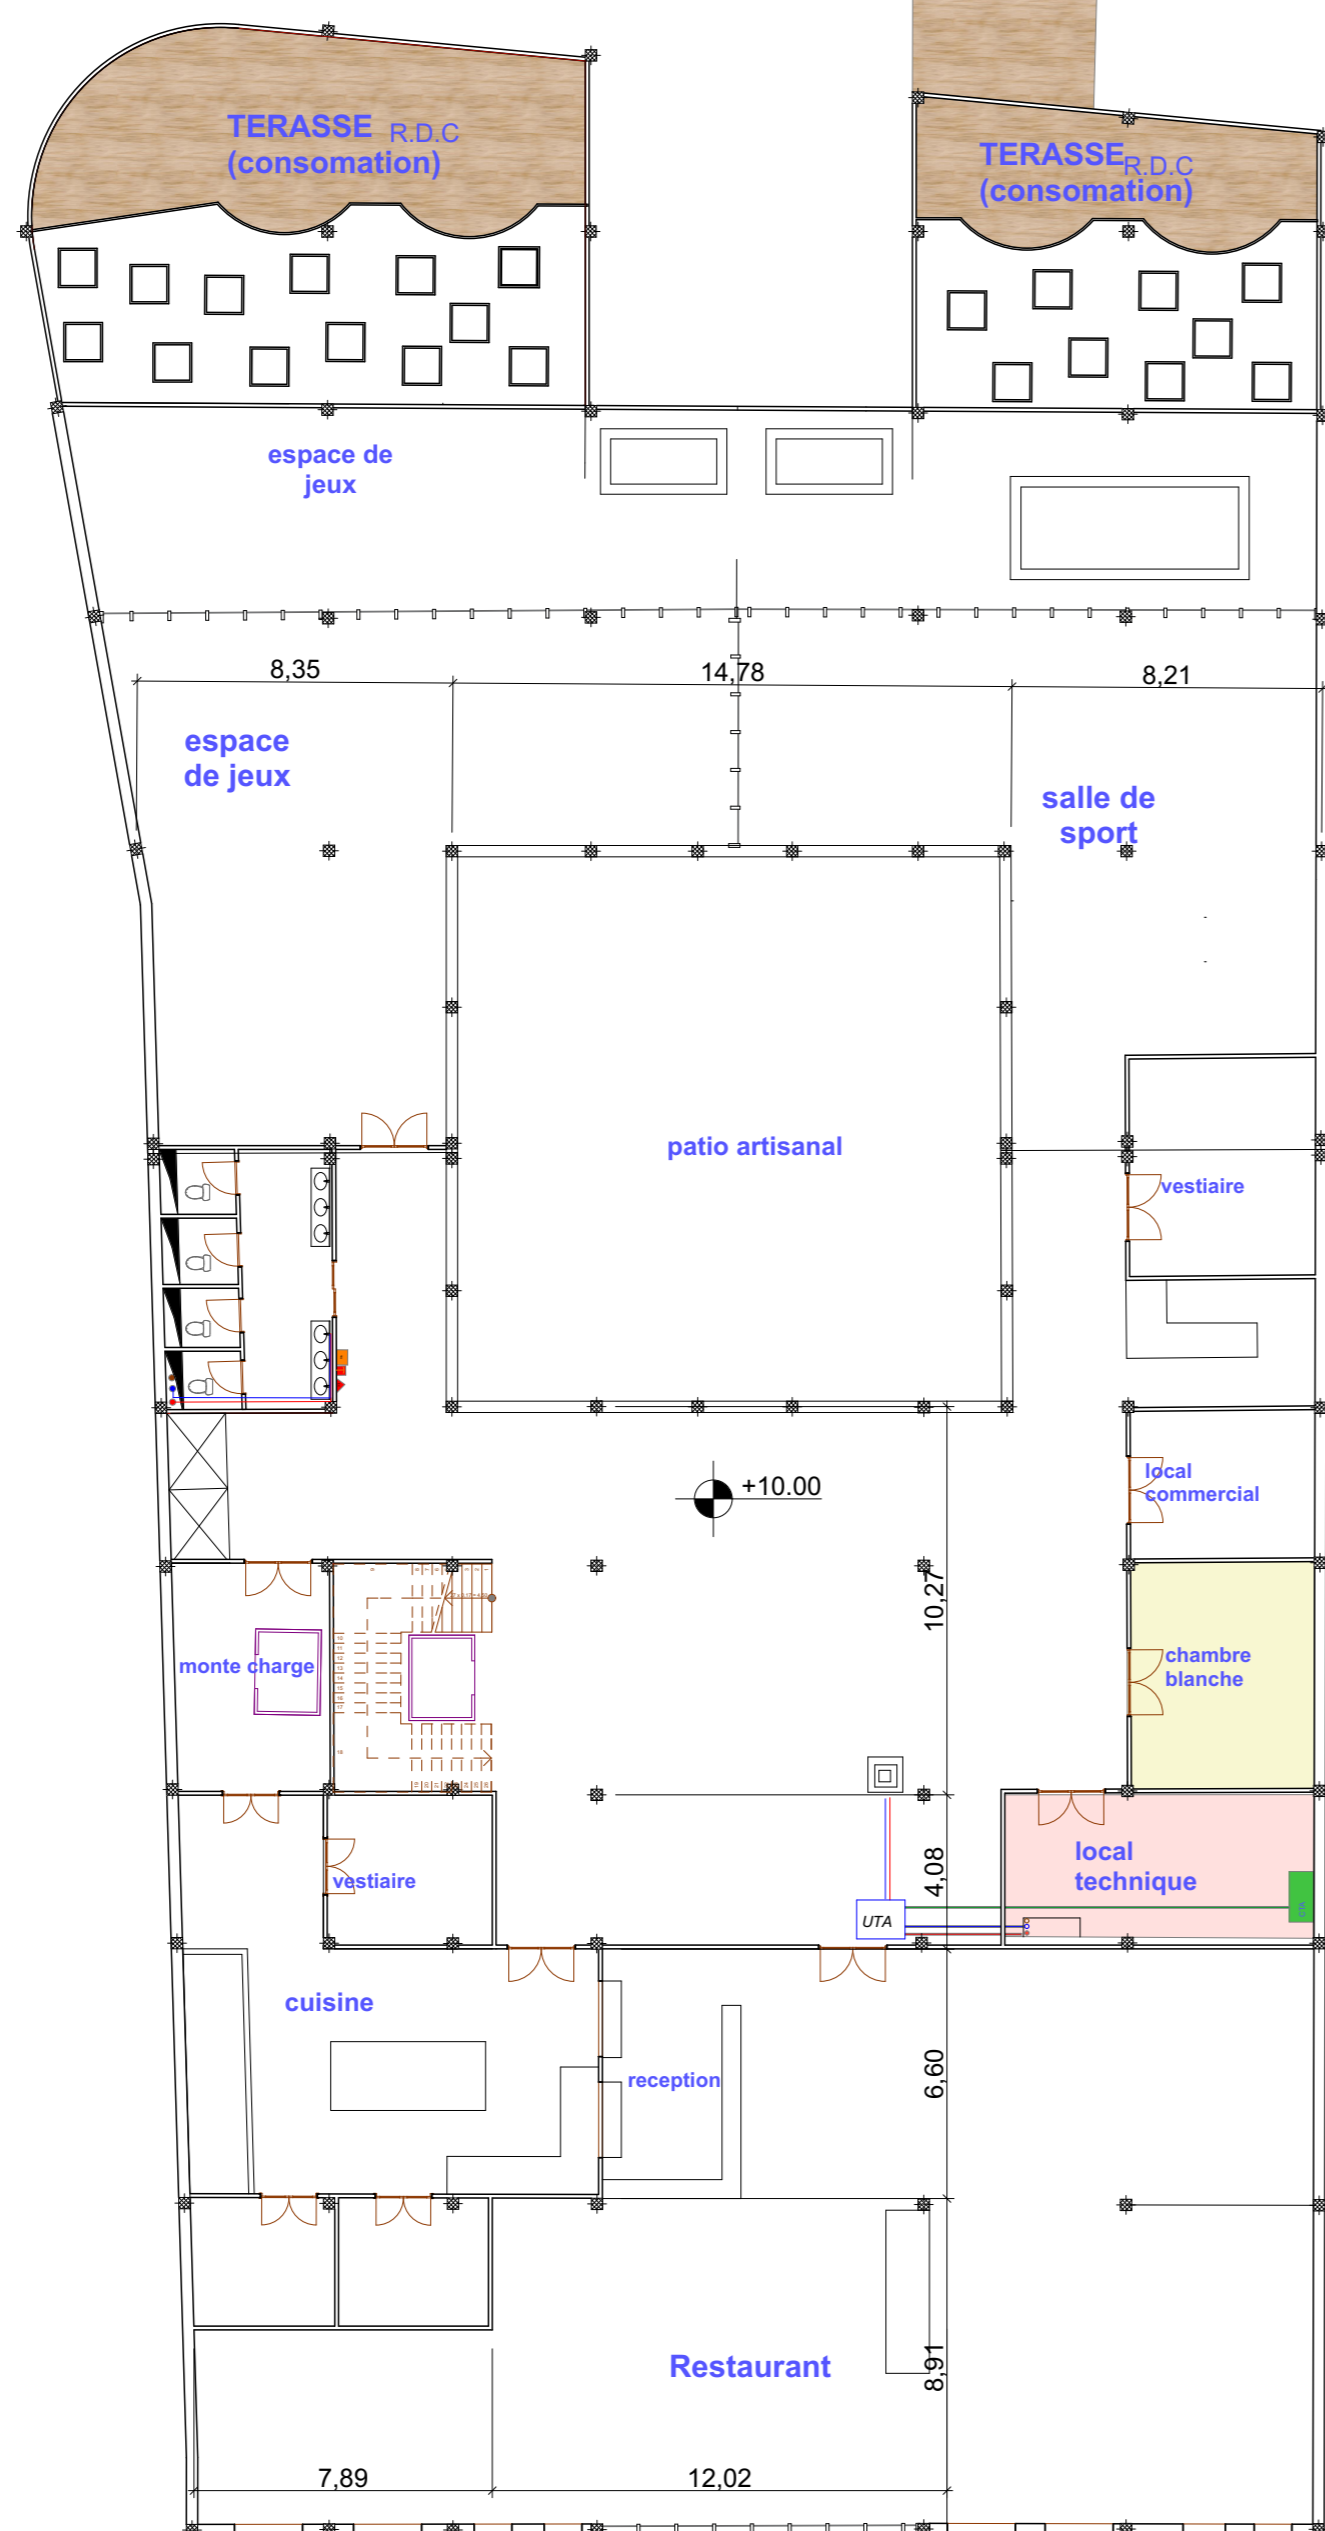 TERASSE R.D.C
(consomation)
TERASSE R.D.C
(consomation)
espace de
jeux
8,35
14,78
8,21
espace
de jeux
salle de
sport
patio artisanal
vestiaire
+10.00
local
commercial
10,27
monte charge
chambre
blanche
local
technique
4,08
vestiaire
UTA
cuisine
reception
6,60
Restaurant
8,91
7,89
12,02